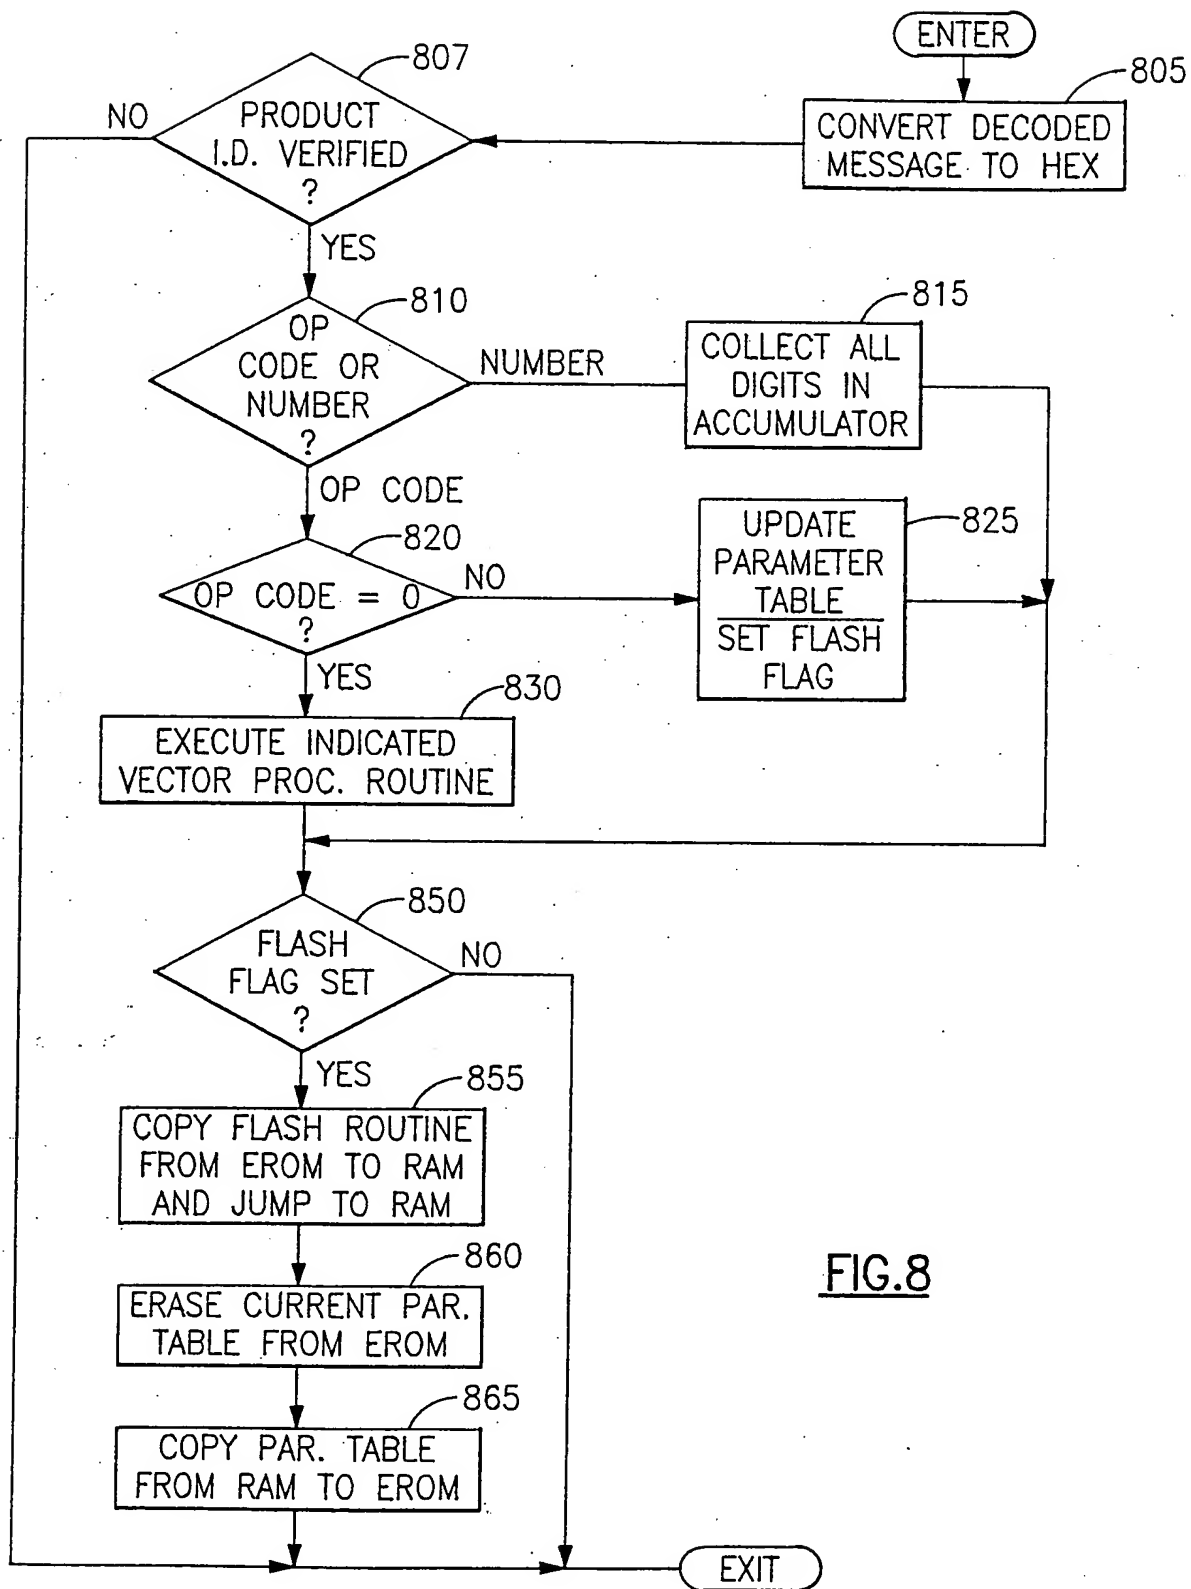 ENTER
805
CONVERT DECODED
MESSAGE TO HEX
807
PRODUCT
I.D. VERIFIED
?
NO
YES
810
OP
CODE OR
NUMBER
?
NUMBER
815
COLLECT ALL
DIGITS IN
ACCUMULATOR
OP CODE
820
OP CODE = 0
?
NO
825
UPDATE
PARAMETER
TABLE
SET FLASH
FLAG
YES
830
EXECUTE INDICATED
VECTOR PROC. ROUTINE
850
FLASH
FLAG SET
?
NO
YES
855
COPY FLASH ROUTINE
FROM EROM TO RAM
AND JUMP TO RAM
860
ERASE CURRENT PAR.
TABLE FROM EROM
865
COPY PAR. TABLE
FROM RAM TO EROM
EXIT
FIG.8